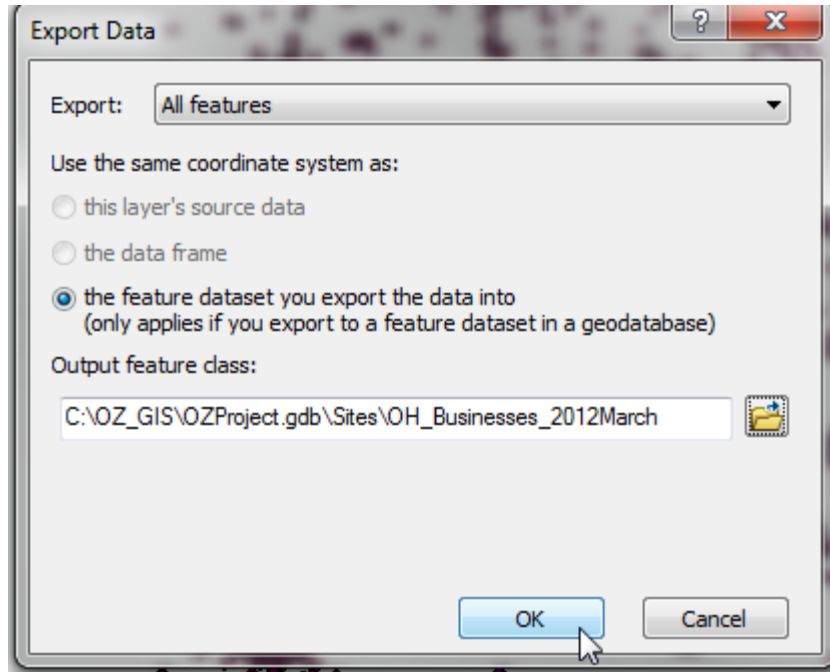 Export Data
?
Export: All features
Use the same coordinate system as:
this layer's source data
the data frame
the feature dataset you export the data into
(only applies if you export to a feature dataset in a geodatabase)
Output feature class:
C:\OZ_GIS\OZProject.gdb\Sites\OH_Businesses_2012March
OK Cancel